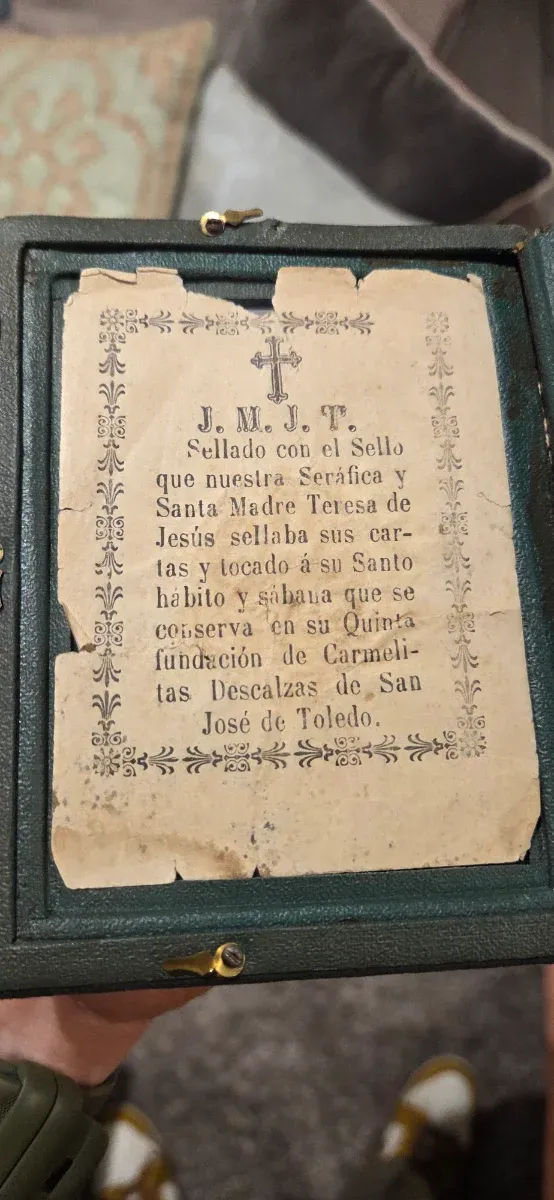 J. M. J. T.
Sellado con el Sello
que nuestra Seráfica y
Santa Madre Teresa de
Jesús sellaba sus car-
tas y tocado á su Santo
hábito y sábana que se
conserva en su Quinta
fundación de Carmeli-
tas Descalzas de San
José de Toledo.